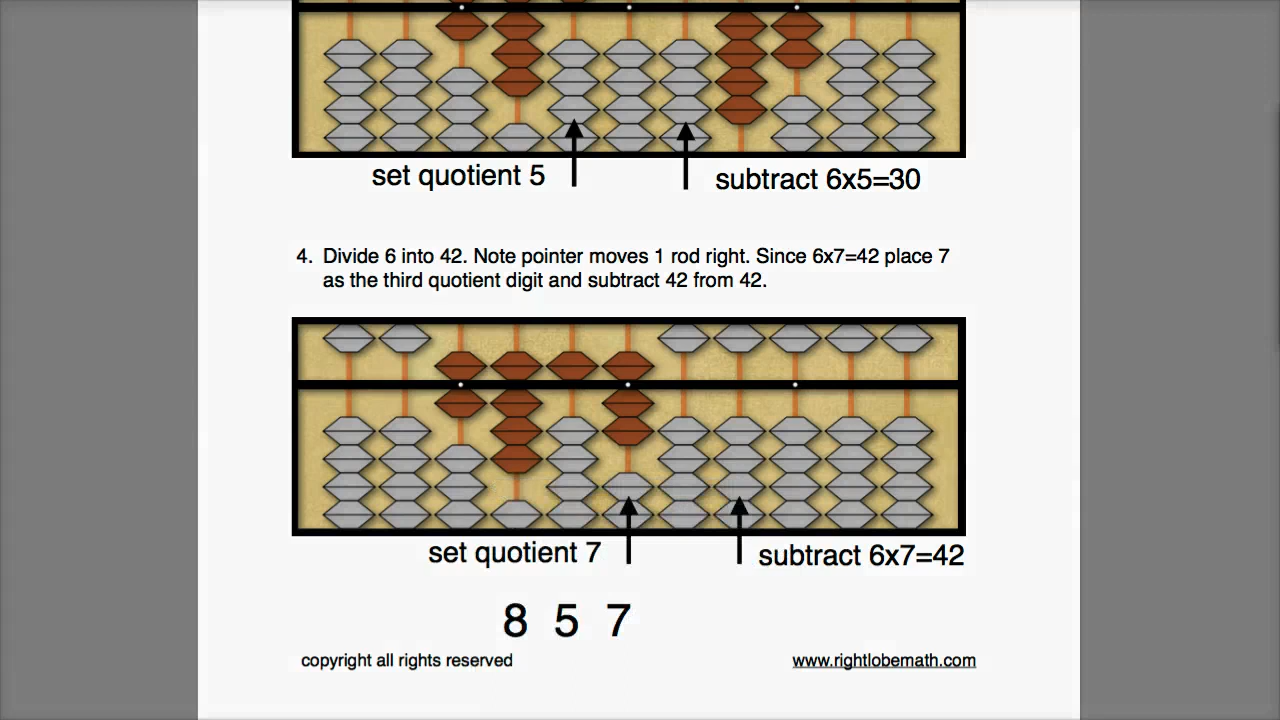 set quotient 5
subtract 6x5=30
4. Divide 6 into 42. Note pointer moves 1 rod right. Since 6x7=42 place 7
as the third quotient digit and subtract 42 from 42.
set quotient 7
subtract 6x7=42
8 5 7
copyright all rights reserved
www.rightlobemath.com